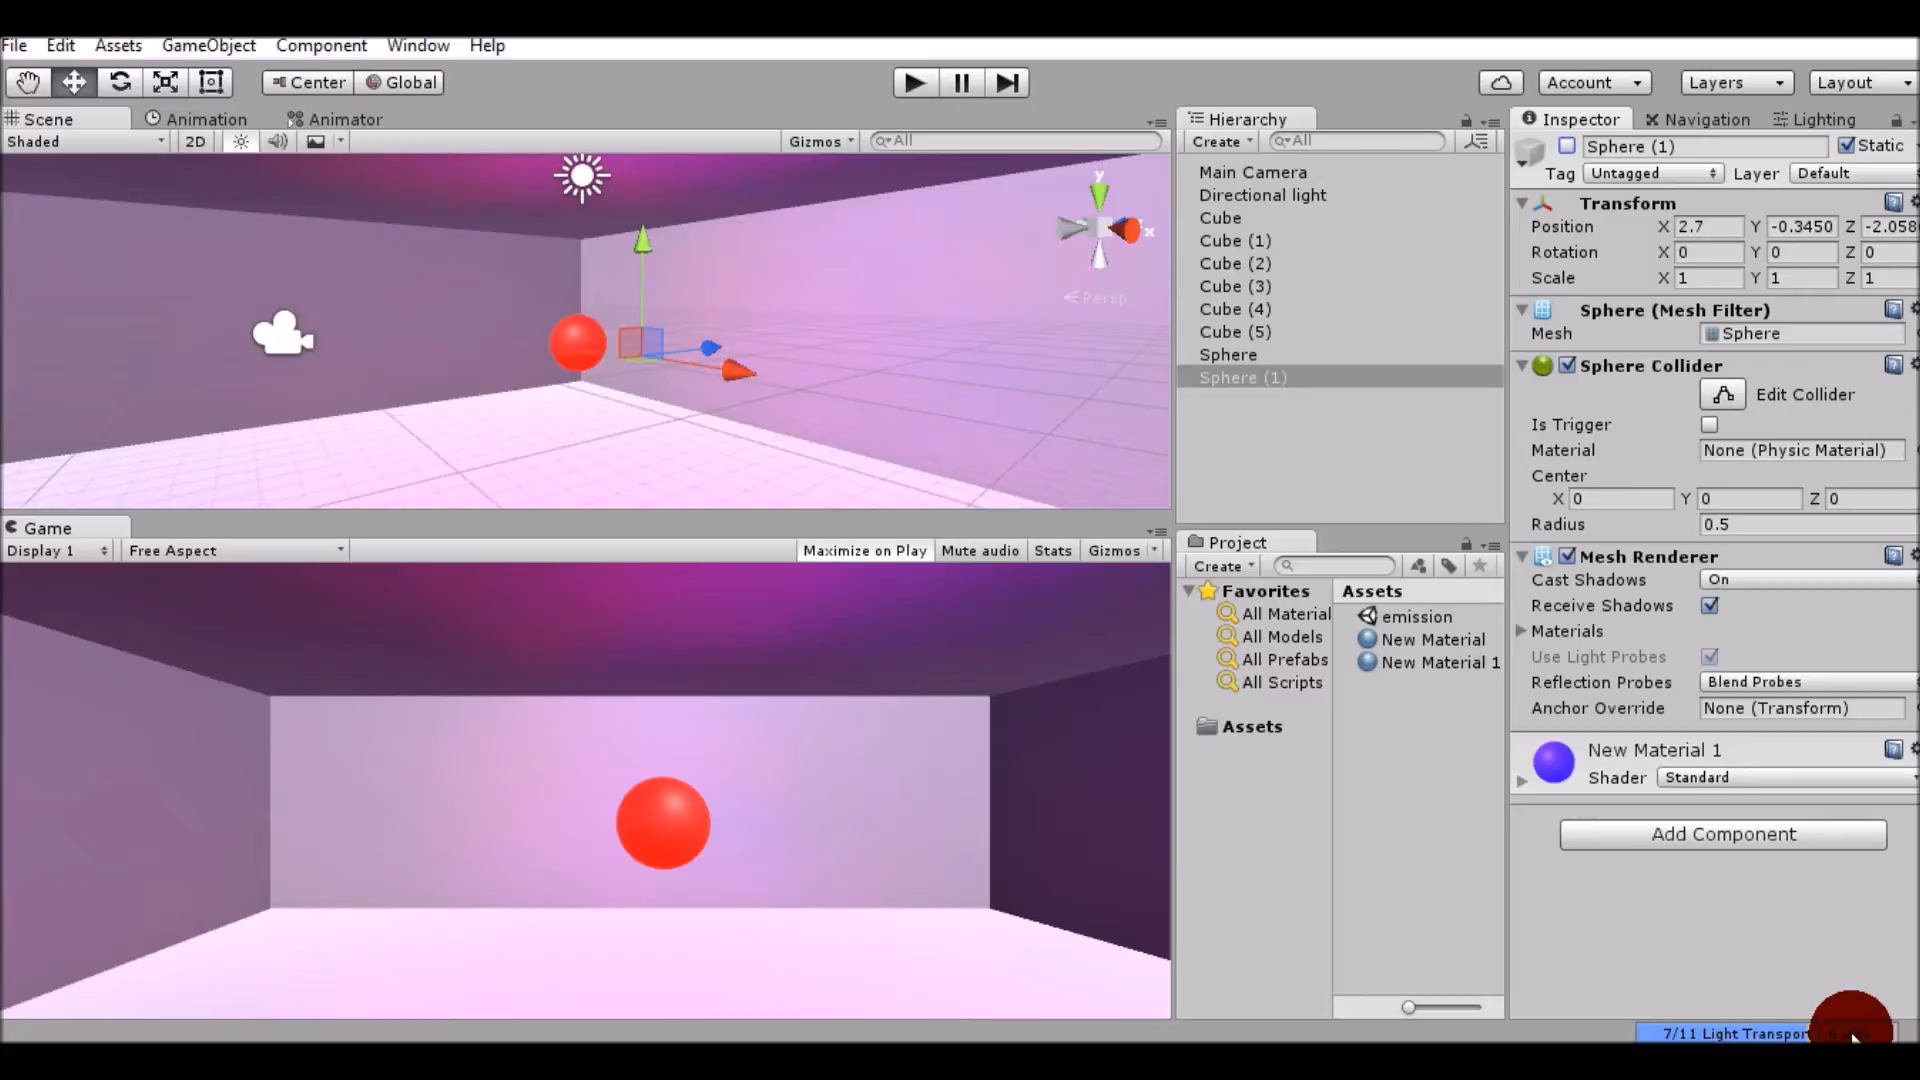 File Edit Assets GameObject Component Window Help
Center Global Account Layers Layout
Scene Animation Animator
Shaded 2D Gizmos All
y
x
Persp
Game
Display 1 Free Aspect Maximize on Play Mute audio Stats Gizmos
Hierarchy
Create All
Main Camera
Directional light
Cube
Cube (1)
Cube (2)
Cube (3)
Cube (4)
Cube (5)
Sphere
Sphere (1)
Project
Create
Favorites
All Material
All Models
All Prefabs
All Scripts
Assets
Assets
emission
New Material
New Material 1
Inspector Navigation Lighting
Sphere (1) Static
Tag Untagged Layer Default
Transform
Position X 2.7 Y -0.3450 Z -2.058
Rotation X 0 Y 0 Z 0
Scale X 1 Y 1 Z 1
Sphere (Mesh Filter)
Mesh Sphere
Sphere Collider
Edit Collider
Is Trigger
Material None (Physic Material)
Center
X 0 Y 0 Z 0
Radius 0.5
Mesh Renderer
Cast Shadows On
Receive Shadows
Materials
Use Light Probes
Reflection Probes Blend Probes
Anchor Override None (Transform)
New Material 1
Shader Standard
Add Component
7/11 Light Transpor